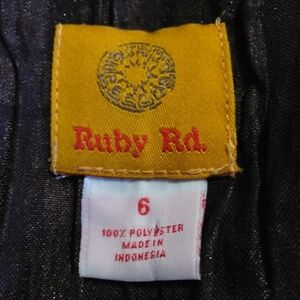 Ruby Rd.
6
100% POLYESTER
MADE IN
INDONESIA